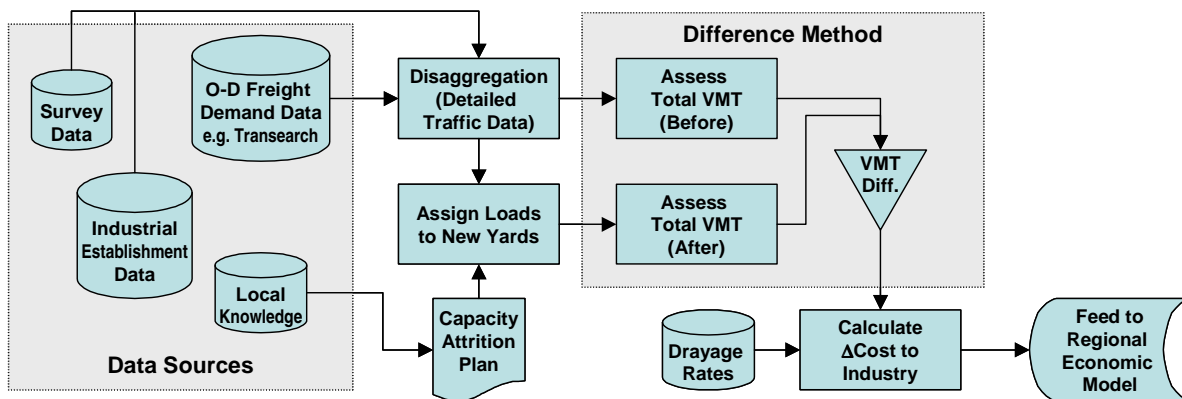 Survey
Data
O-D Freight
Demand Data
e.g. Transearch
Industrial
Establishment
Data
Local
Knowledge
Data Sources
Disaggregation
(Detailed
Traffic Data)
Assign Loads
to New Yards
Capacity
Attrition
Plan
Difference Method
Assess
Total VMT
(Before)
Assess
Total VMT
(After)
VMT
Diff.
Drayage
Rates
Calculate
ΔCost to
Industry
Feed to
Regional
Economic
Model